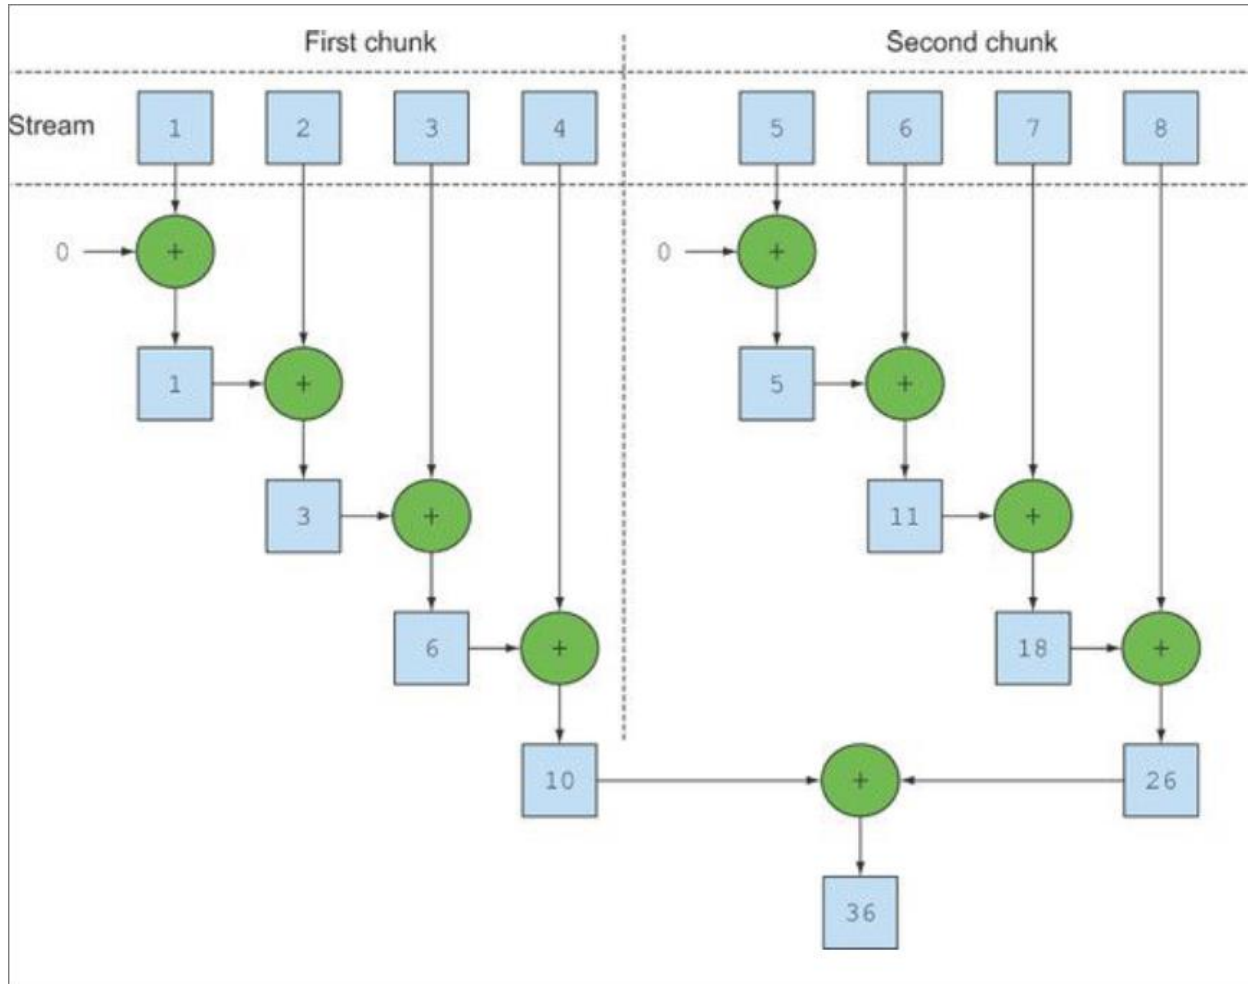 First chunk Second chunk
Stream 1 2 3 4 5 6 7 8
0 + 0 +
1 + 5 +
3 + 11 +
6 + 18 +
10 + 26
36